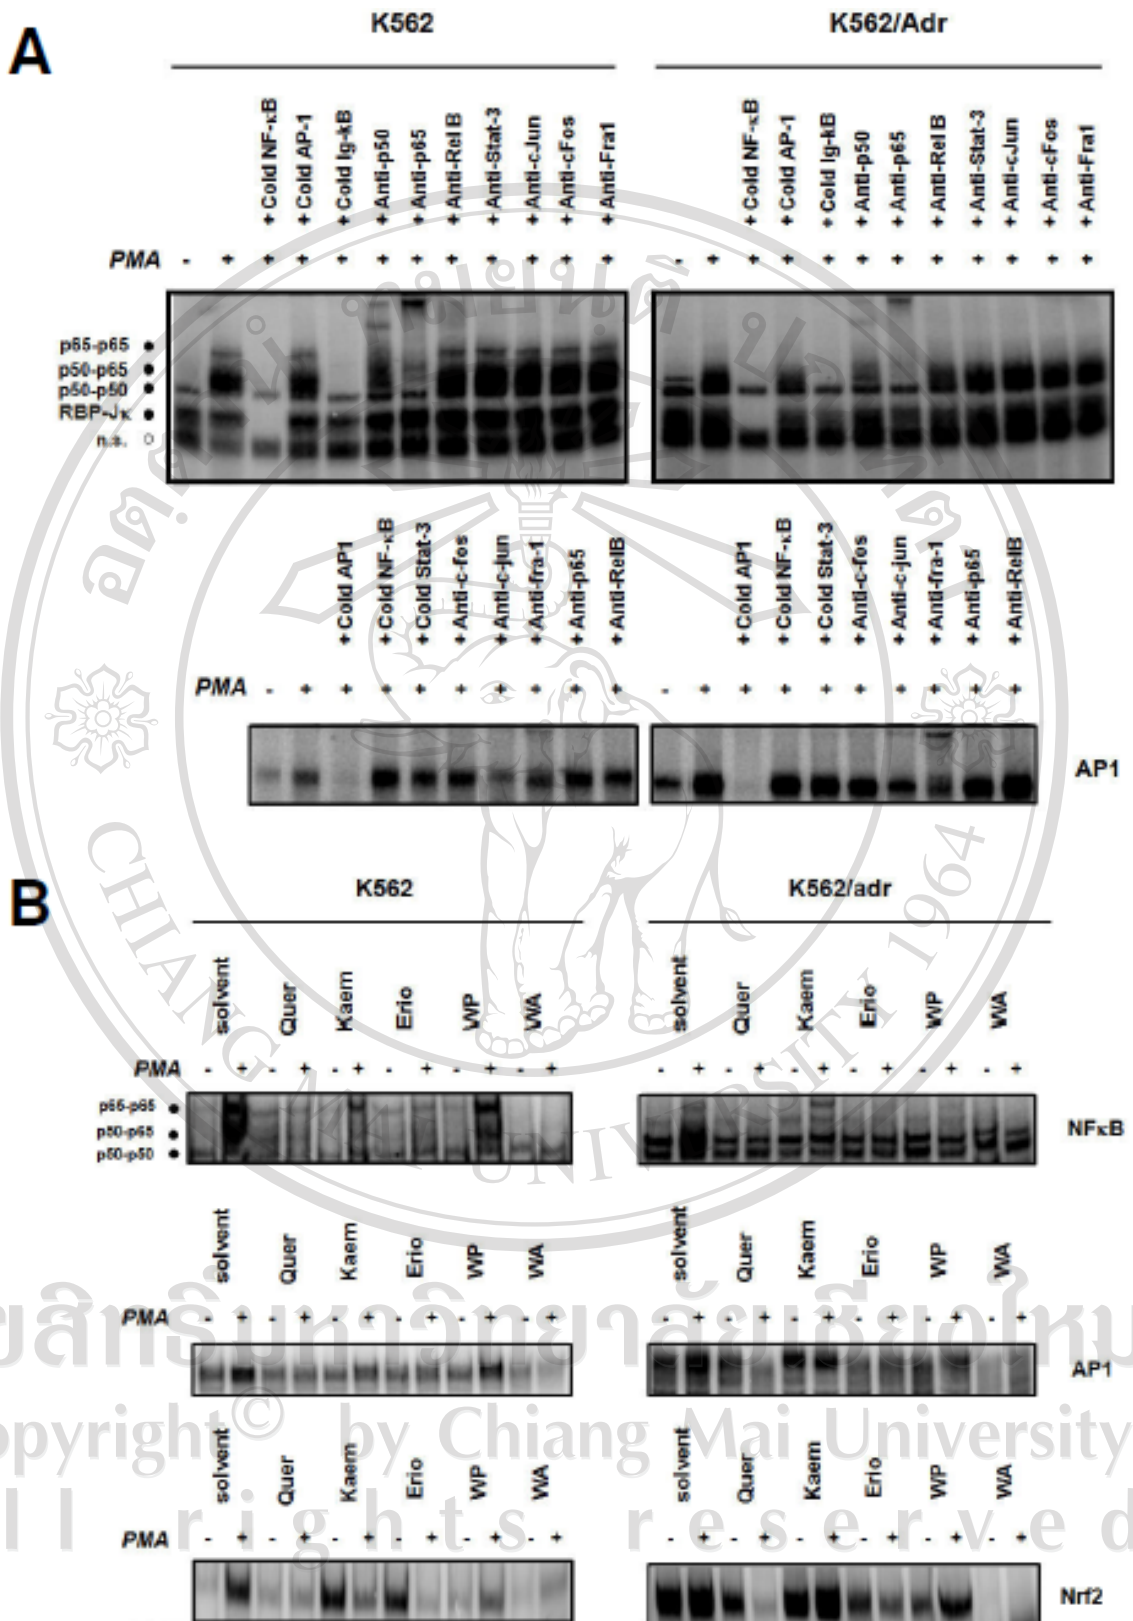 A
K562 K562/Adr
+Cold NF-κB +Cold AP-1 +Cold Ig-kB +Anti-p50 +Anti-p65 +Anti-Rel B +Anti-Stat-3 +Anti-cJun +Anti-cFos +Anti-Fra1 +Cold NF-κB +Cold AP-1 +Cold Ig-kB +Anti-p50 +Anti-p65 +Anti-Rel B +Anti-Stat-3 +Anti-cJun +Anti-cFos +Anti-Fra1
PMA - + + + + + + + + + + + - + + + + + + + + + + +
p65-p65
p50-p65
p50-p50
RBP-Jκ
n.s.
+Cold AP1 +Cold NF-κB +Cold Stat-3 +Anti-c-fos +Anti-c-jun +Anti-fra-1 +Anti-p65 +Anti-RelB +Cold AP1 +Cold NF-κB +Cold Stat-3 +Anti-c-fos +Anti-c-jun +Anti-fra-1 +Anti-p65 +Anti-RelB
PMA - + + + + + + + + + - + + + + + + + + +
AP1
B
K562 K562/adr
solvent Quer Kaem Erio WP WA solvent Quer Kaem Erio WP WA
PMA - + - + - + - + - + - + - + - + - + - + - + - +
p65-p65
p50-p65
p50-p50
NFκB
solvent Quer Kaem Erio WP WA solvent Quer Kaem Erio WP WA
PMA - + - + - + - + - + - + - + - + - + - + - + - +
AP1
solvent Quer Kaem Erio WP WA solvent Quer Kaem Erio WP WA
PMA - + - + - + - + - + - + - + - + - + - + - + - +
Nrf2
CHIANG MAI UNIVERSITY 1964
opyright© by Chiang Mai University
ll rights reserved